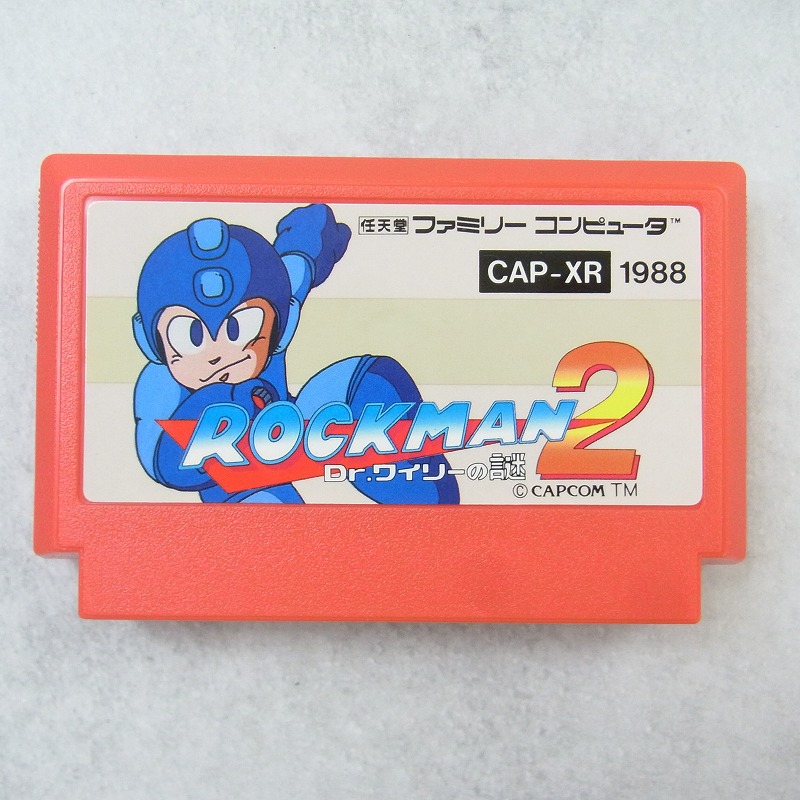 任天堂 ファミリー コンピュータ™
CAP-XR 1988
ROCKMAN 2
Dr.ワイリーの謎
© CAPCOM TM